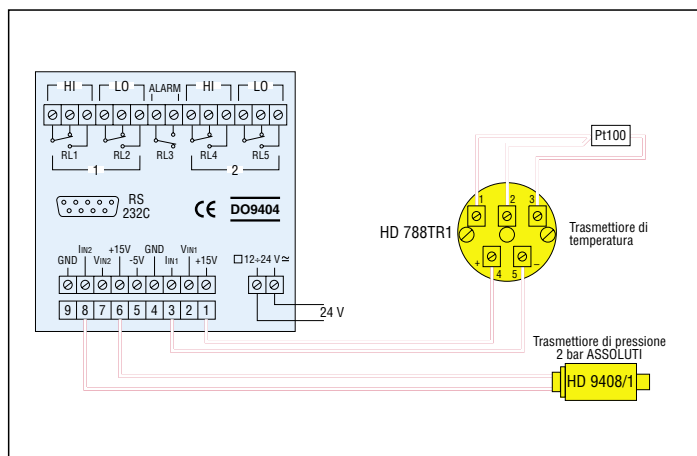 HI LO ALARM HI LO
RL1 RL2 RL3 RL4 RL5
1 2
RS
232C
CE DO9404
IIN2 +15V GND VIN1
GND VIN2 -5V IIN1 +15V
12÷24 V ≃
9 8 7 6 5 4 3 2 1
24 V
Pt100
1 2 3
HD 788TR1
+ 4 5 –
Trasmettiore di
temperatura
Trasmettiore di pressione
2 bar ASSOLUTI
HD 9408/1